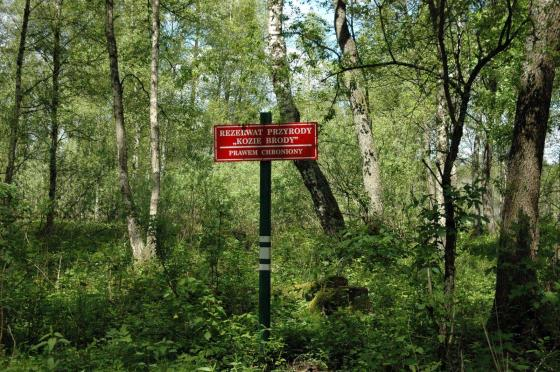 REZERWAT PRZYRODY
„KOZIE BRODY”
PRAWEM CHRONIONY